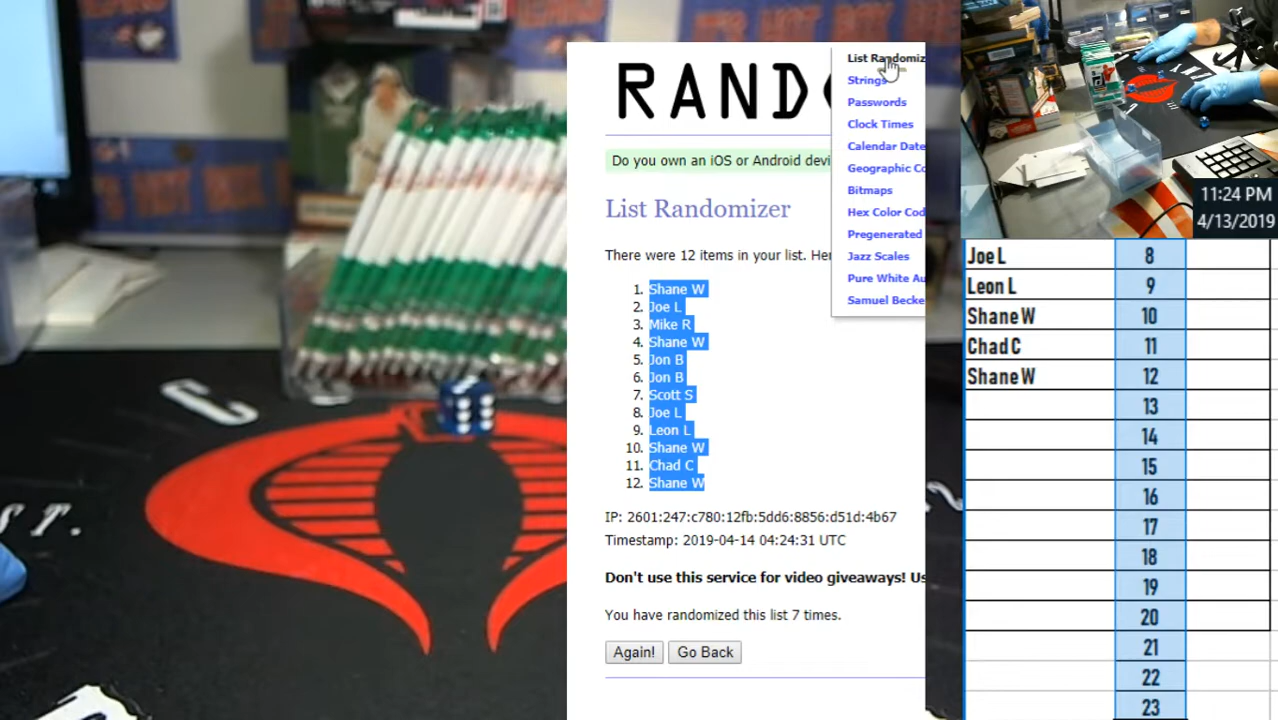 RAND
List Randomiz
Strings
Passwords
Clock Times
Calendar Date
Geographic Co
Bitmaps
Hex Color Cod
Pregenerated
Jazz Scales
Pure White Au
Samuel Becke
Do you own an iOS or Android devi
List Randomizer
There were 12 items in your list. Her
1. Shane W
2. Joe L
3. Mike R
4. Shane W
5. Jon B
6. Jon B
7. Scott S
8. Joe L
9. Leon L
10. Shane W
11. Chad C
12. Shane W
IP: 2601:247:c780:12fb:5dd6:8856:d51d:4b67
Timestamp: 2019-04-14 04:24:31 UTC
Don't use this service for video giveaways! Us
You have randomized this list 7 times.
Again! Go Back
11:24 PM
4/13/2019
Joe L 8
Leon L 9
Shane W 10
Chad C 11
Shane W 12
13
14
15
16
17
18
19
20
21
22
23
C
ST.